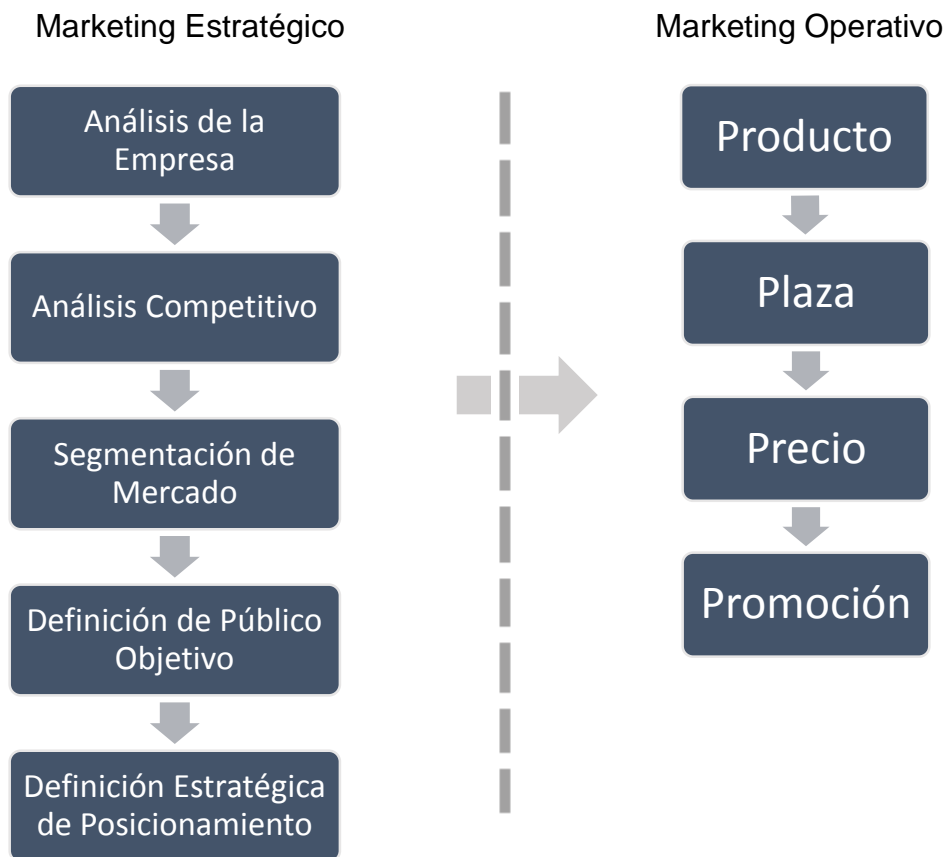 Marketing Estratégico
Análisis de la
Empresa
Análisis Competitivo
Segmentación de
Mercado
Definición de Público
Objetivo
Definición Estratégica
de Posicionamiento
Marketing Operativo
Producto
Plaza
Precio
Promoción